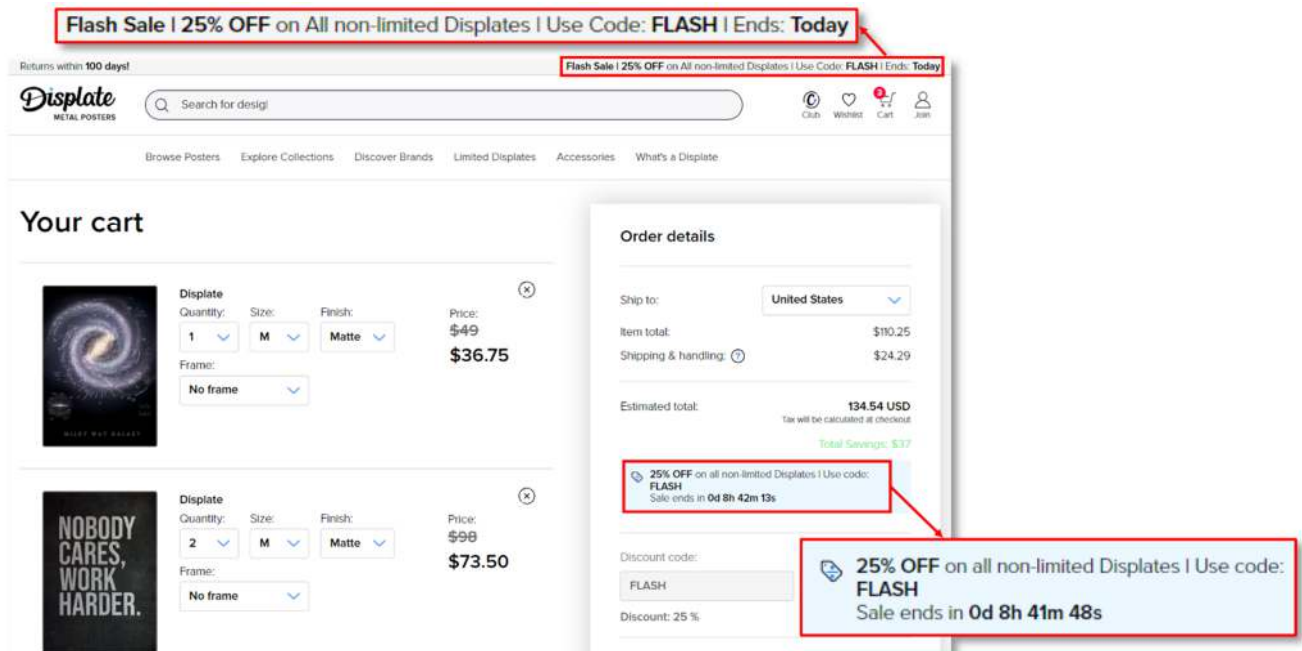 Flash Sale | 25% OFF on All non-limited Displates | Use Code: FLASH | Ends: Today
Returns within 100 days!
Flash Sale | 25% OFF on All non-limited Displates | Use Code: FLASH | Ends: Today
Displate
METAL POSTERS
Search for desig
3
Club Wishlist Cart Join
Browse Posters Explore Collections Discover Brands Limited Displates Accessories What's a Displate
Your cart
Order details
Displate
Quantity: Size: Finish: Price:
1 M Matte $49
$36.75
Frame:
No frame
MILKY WAY GALAXY
Ship to: United States
Item total: $110.25
Shipping & handling: ? $24.29
Estimated total: 134.54 USD
Tax will be calculated at checkout
Total Savings: $37
25% OFF on all non-limited Displates | Use code:
FLASH
Sale ends in 0d 8h 42m 13s
Displate
Quantity: Size: Finish: Price:
2 M Matte $98
$73.50
Frame:
No frame
NOBODY
CARES,
WORK
HARDER.
Discount code:
FLASH
Discount: 25 %
25% OFF on all non-limited Displates | Use code:
FLASH
Sale ends in 0d 8h 41m 48s